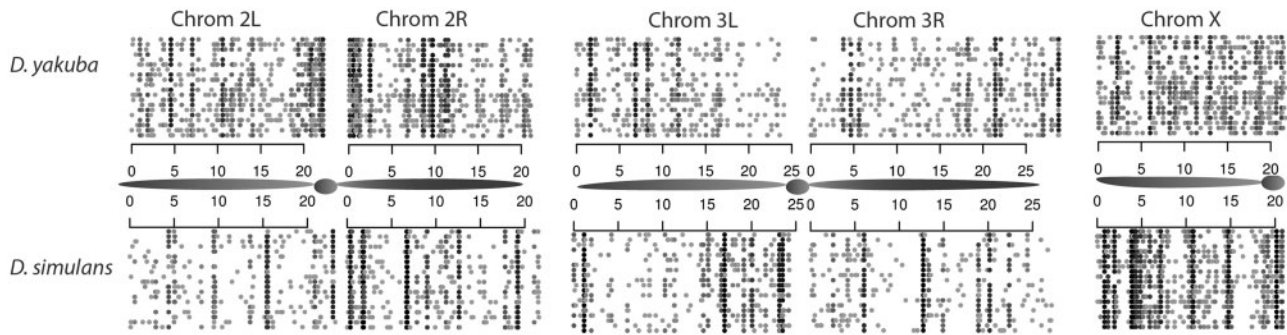 Chrom 2L Chrom 2R Chrom 3L Chrom 3R Chrom X
D. yakuba
0 5 10 15 20 0 5 10 15 20 0 5 10 15 20 25 0 5 10 15 20 25 0 5 10 15 20
0 5 10 15 20 0 5 10 15 20 0 5 10 15 20 25 0 5 10 15 20 25 0 5 10 15 20
D. simulans